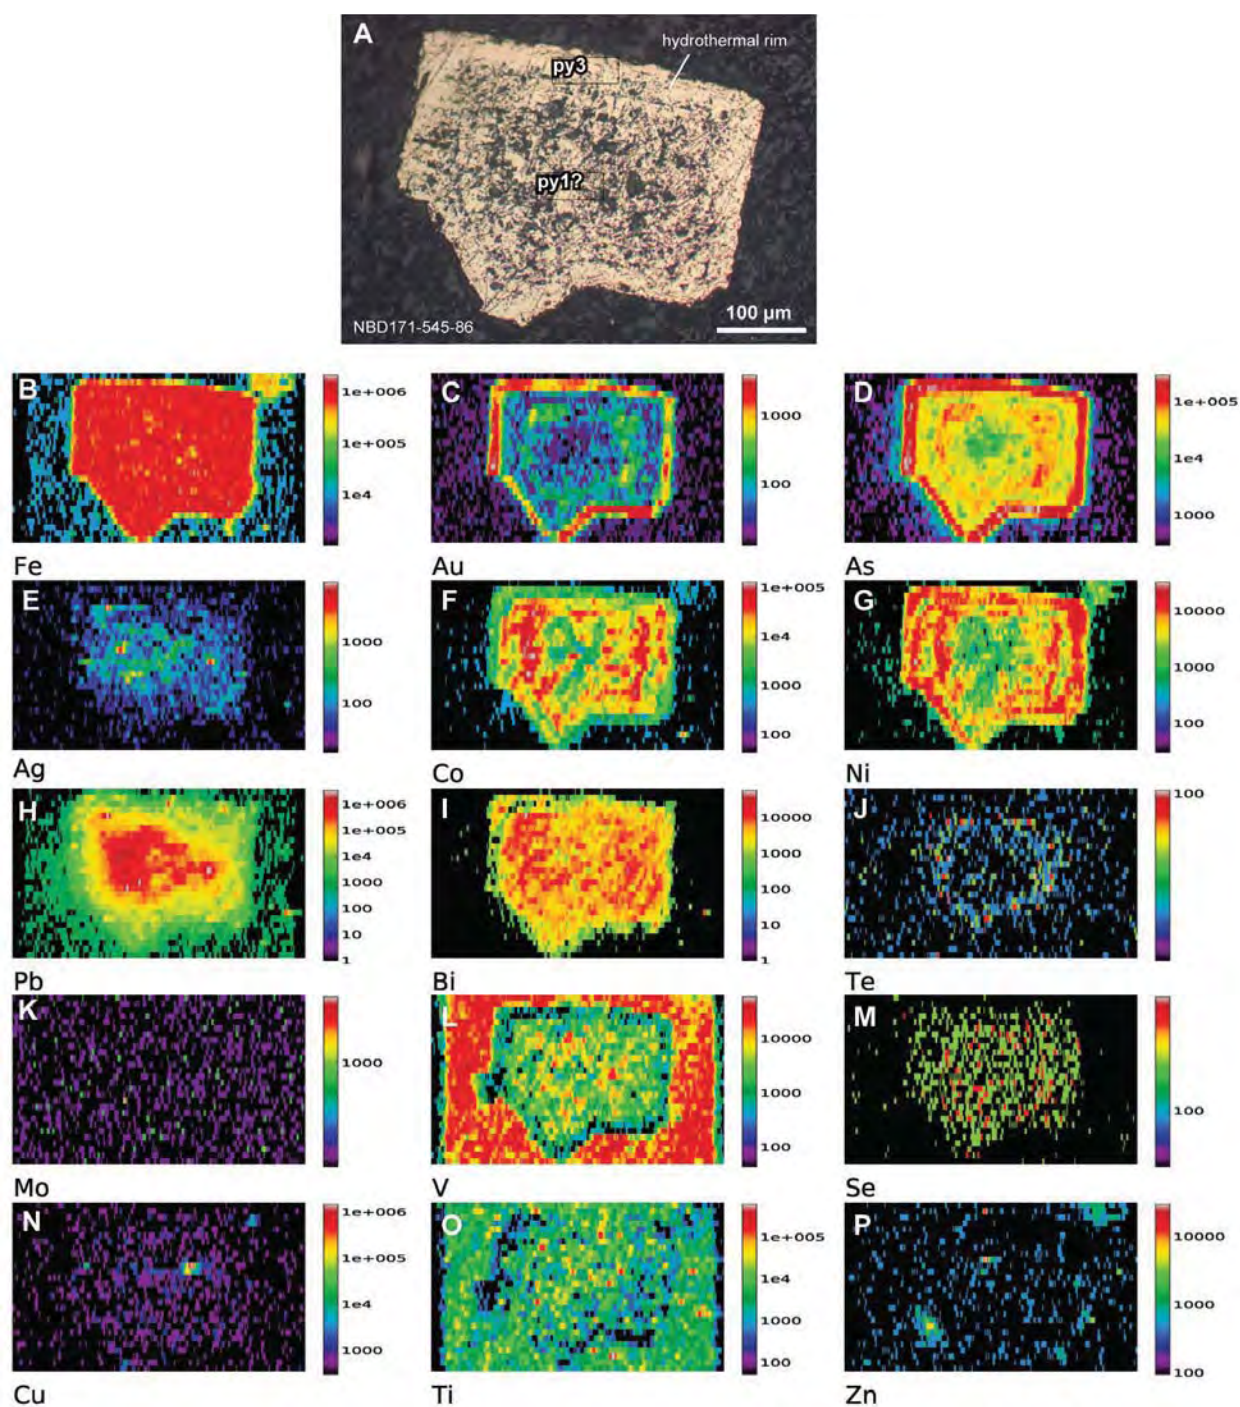 A
hydrothermal rim
py3
py1?
NBD171-545-86
100 µm
B
1e+006
1e+005
1e4
Fe
C
1000
100
Au
D
1e+005
1e4
1000
As
E
1000
100
Ag
F
1e+005
1e4
1000
100
Co
G
10000
1000
100
Ni
H
1e+006
1e+005
1e4
1000
100
10
1
Pb
I
10000
1000
100
10
1
Bi
J
100
Te
K
1000
Mo
L
10000
1000
100
V
M
100
Se
N
1e+006
1e+005
1e4
1000
Cu
O
1e+005
1e4
1000
100
Ti
P
10000
1000
100
Zn